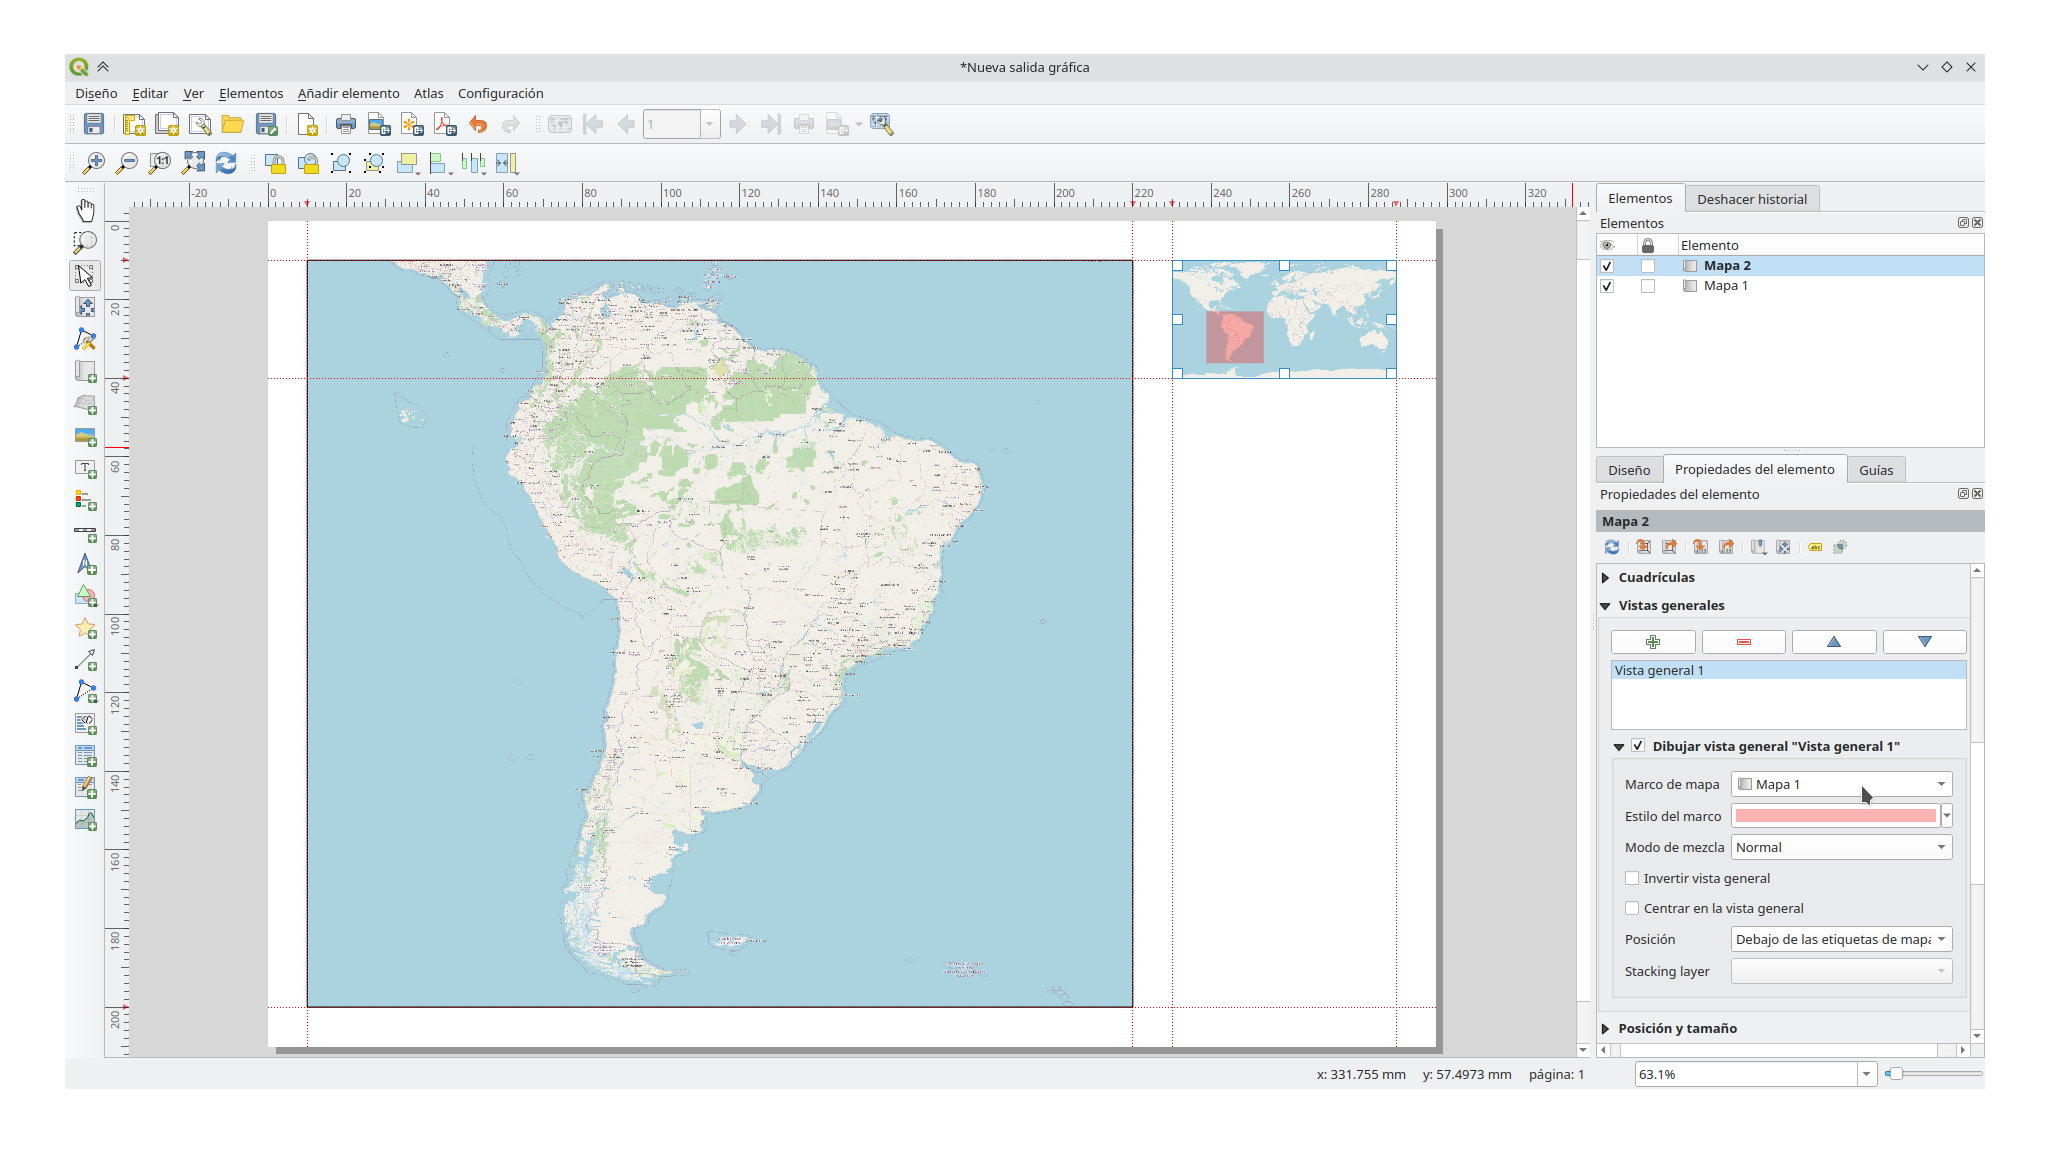 *Nueva salida gráfica
Diseño Editar Ver Elementos Añadir elemento Atlas Configuración
1
1:1
-20 0 20 40 60 80 100 120 140 160 180 200 220 240 260 280 300 320
0
20
40
60
80
100
120
140
160
180
200
Elementos Deshacer historial
Elementos
Elemento
Mapa 2
Mapa 1
Diseño Propiedades del elemento Guías
Propiedades del elemento
Mapa 2
abc
Cuadrículas
Vistas generales
Vista general 1
Dibujar vista general "Vista general 1"
Marco de mapa Mapa 1
Estilo del marco
Modo de mezcla Normal
Invertir vista general
Centrar en la vista general
Posición Debajo de las etiquetas de mapa
Stacking layer
Posición y tamaño
x: 331.755 mm y: 57.4973 mm página: 1 63.1%